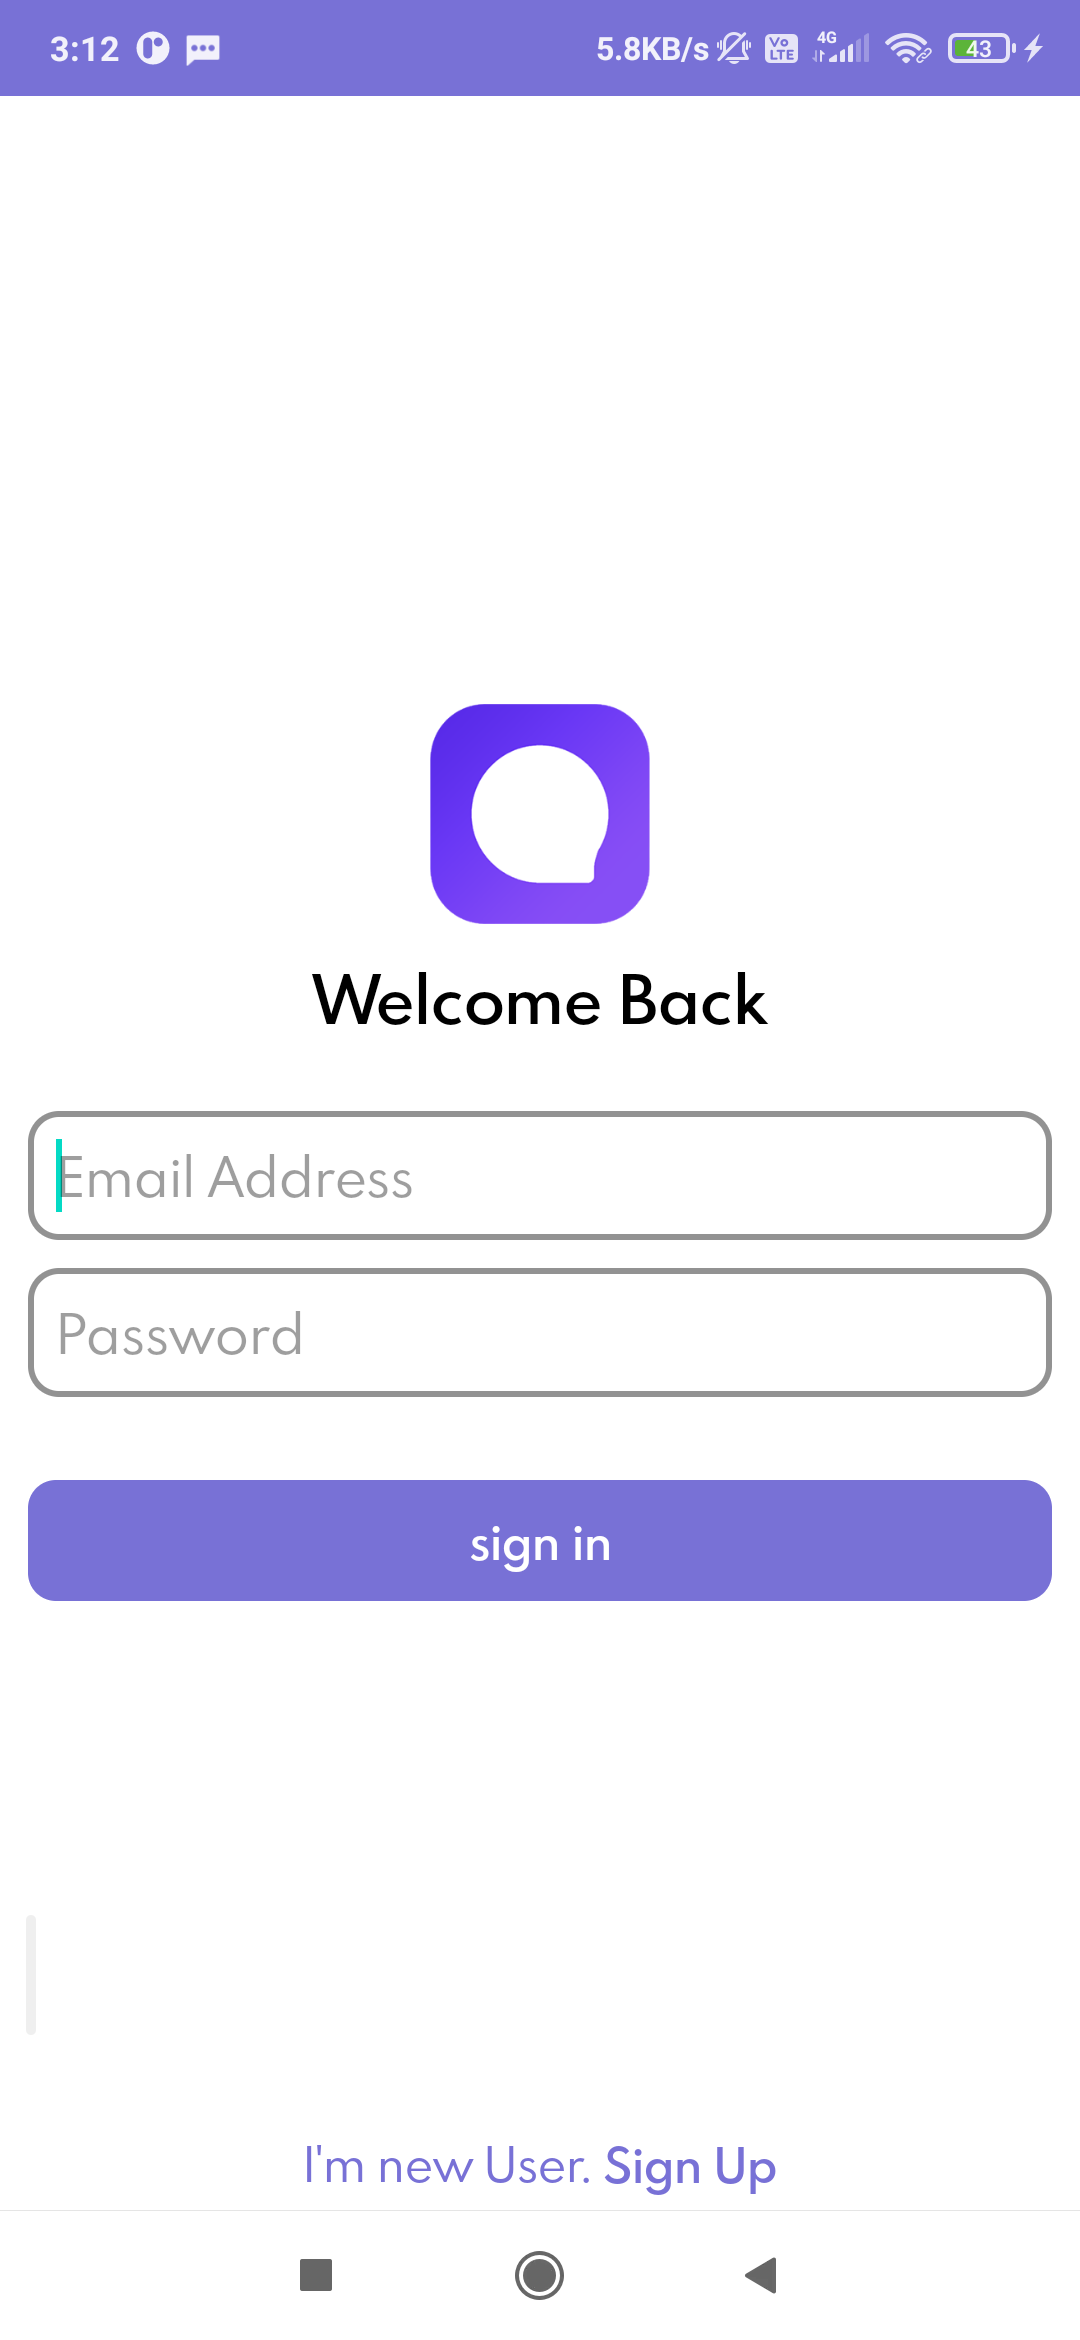 3:12 5.8KB/s Vo LTE 4G 43
Welcome Back
Email Address
Password
sign in
I'm new User. Sign Up